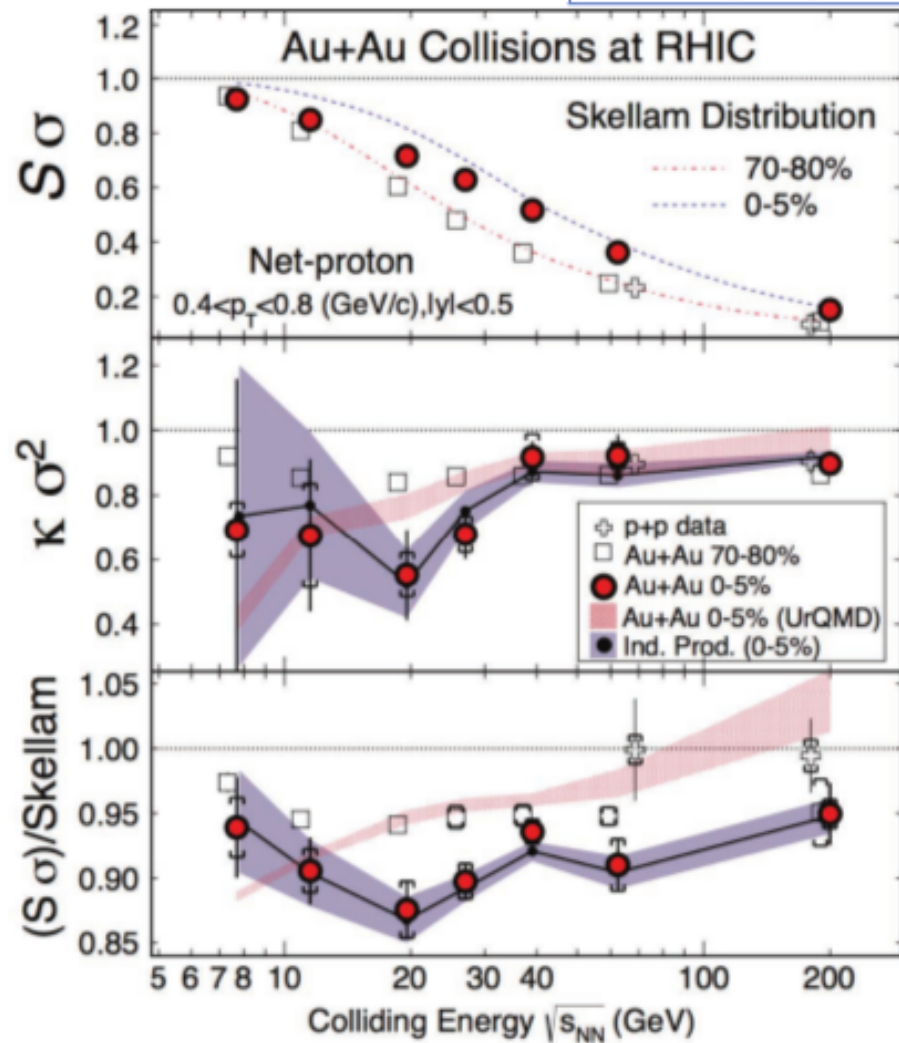 Au+Au Collisions at RHIC
Skellam Distribution
70-80%
0-5%
Net-proton
0.4<p_T<0.8 (GeV/c),|y|<0.5
S σ
1.2
1.0
0.8
0.6
0.4
0.2
κ σ²
1.2
1.0
0.8
0.6
0.4
p+p data
Au+Au 70-80%
Au+Au 0-5%
Au+Au 0-5% (UrQMD)
Ind. Prod. (0-5%)
(S σ)/Skellam
1.05
1.00
0.95
0.90
0.85
5 6 7 8 10 20 30 40 100 200
Colliding Energy √s_NN (GeV)